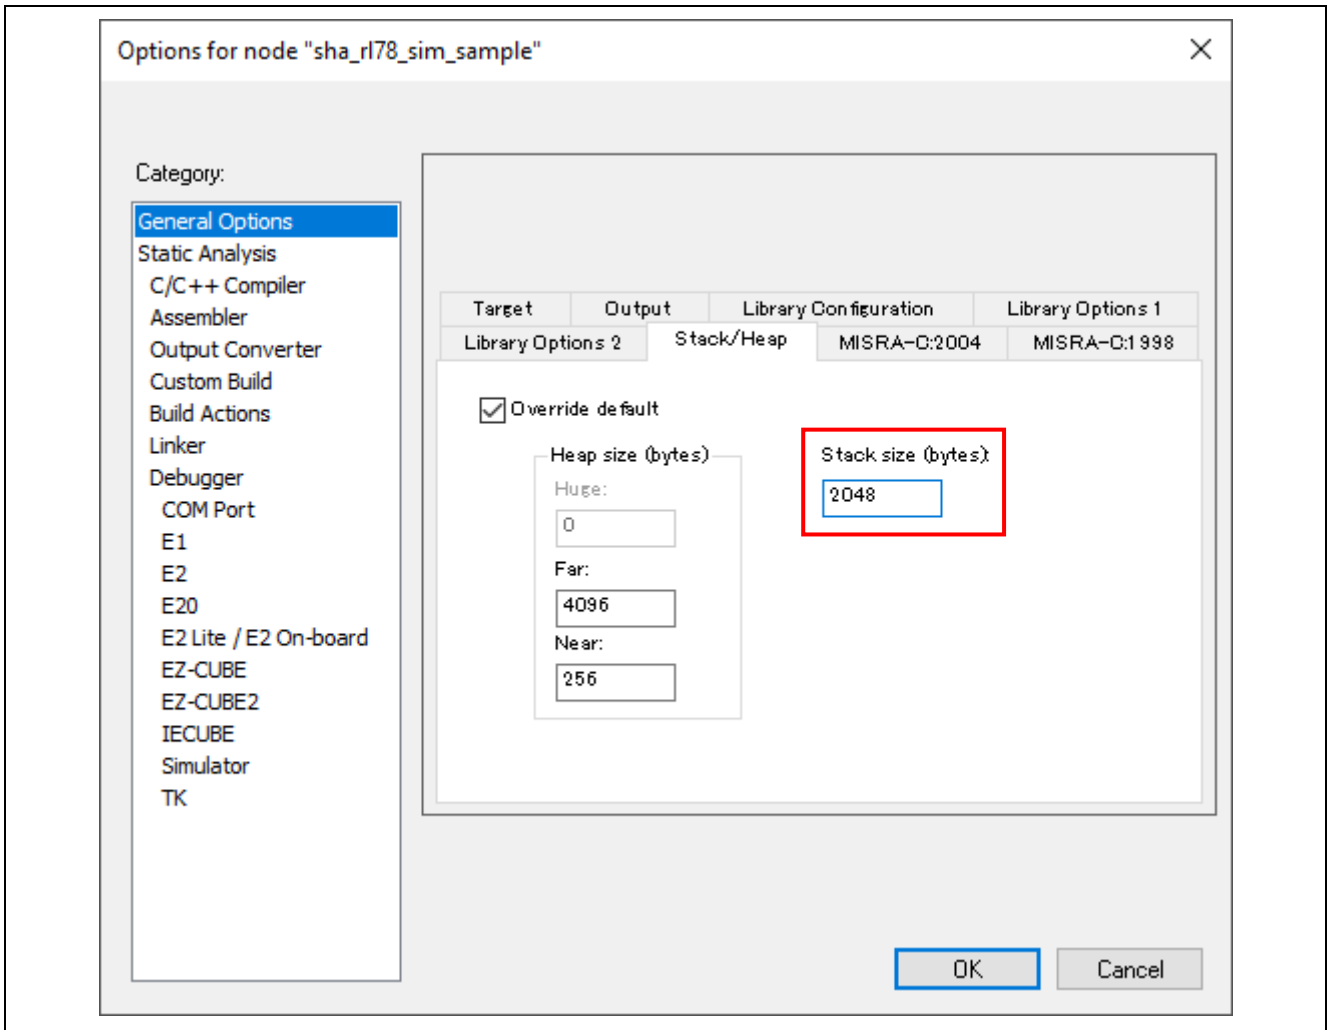 Options for node "sha_rl78_sim_sample"
Category:
General Options
Static Analysis
C/C++ Compiler
Assembler
Output Converter
Custom Build
Build Actions
Linker
Debugger
COM Port
E1
E2
E20
E2 Lite / E2 On-board
EZ-CUBE
EZ-CUBE2
IECUBE
Simulator
TK
Target Output Library Configuration Library Options 1
Library Options 2 Stack/Heap MISRA-C:2004 MISRA-C:1998
Override default
Heap size (bytes)
Huge:
0
Far:
4096
Near:
256
Stack size (bytes):
2048
OK Cancel